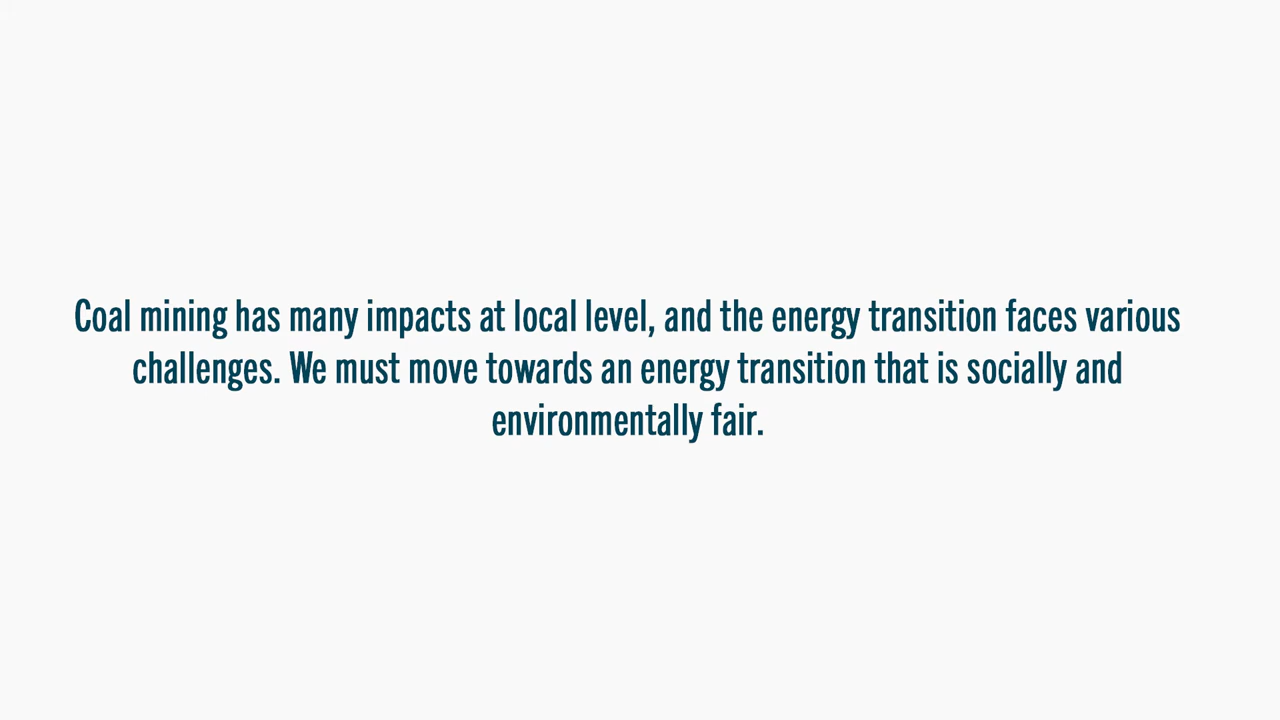 Coal mining has many impacts at local level, and the energy transition faces various
challenges. We must move towards an energy transition that is socially and
environmentally fair.